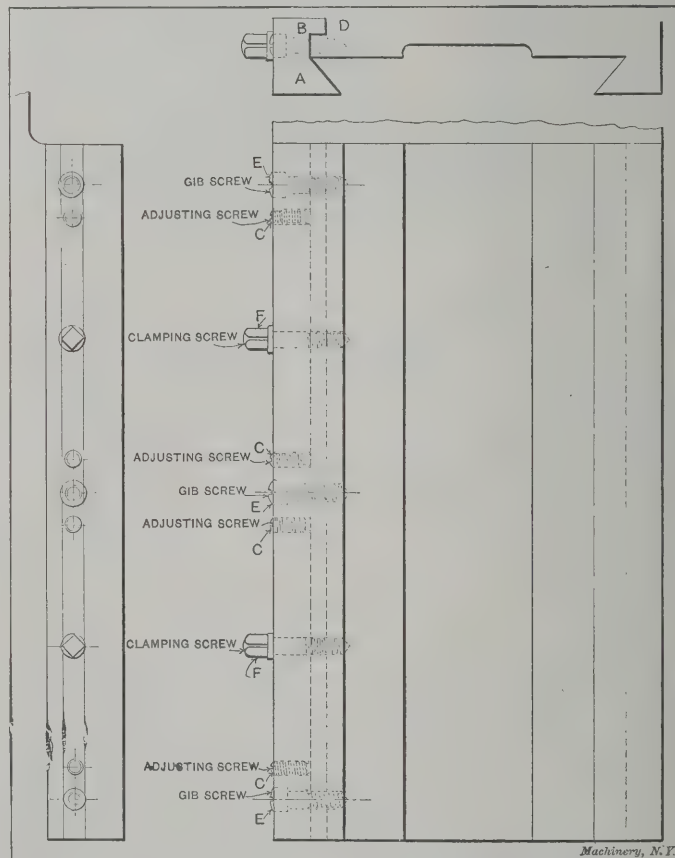 B D
A
E
GIB SCREW
ADJUSTING SCREW
C
F
CLAMPING SCREW
C
ADJUSTING SCREW
GIB SCREW
E
ADJUSTING SCREW
C
CLAMPING SCREW
F
ADJUSTING SCREW
C
GIB SCREW
E
Machinery, N.Y.